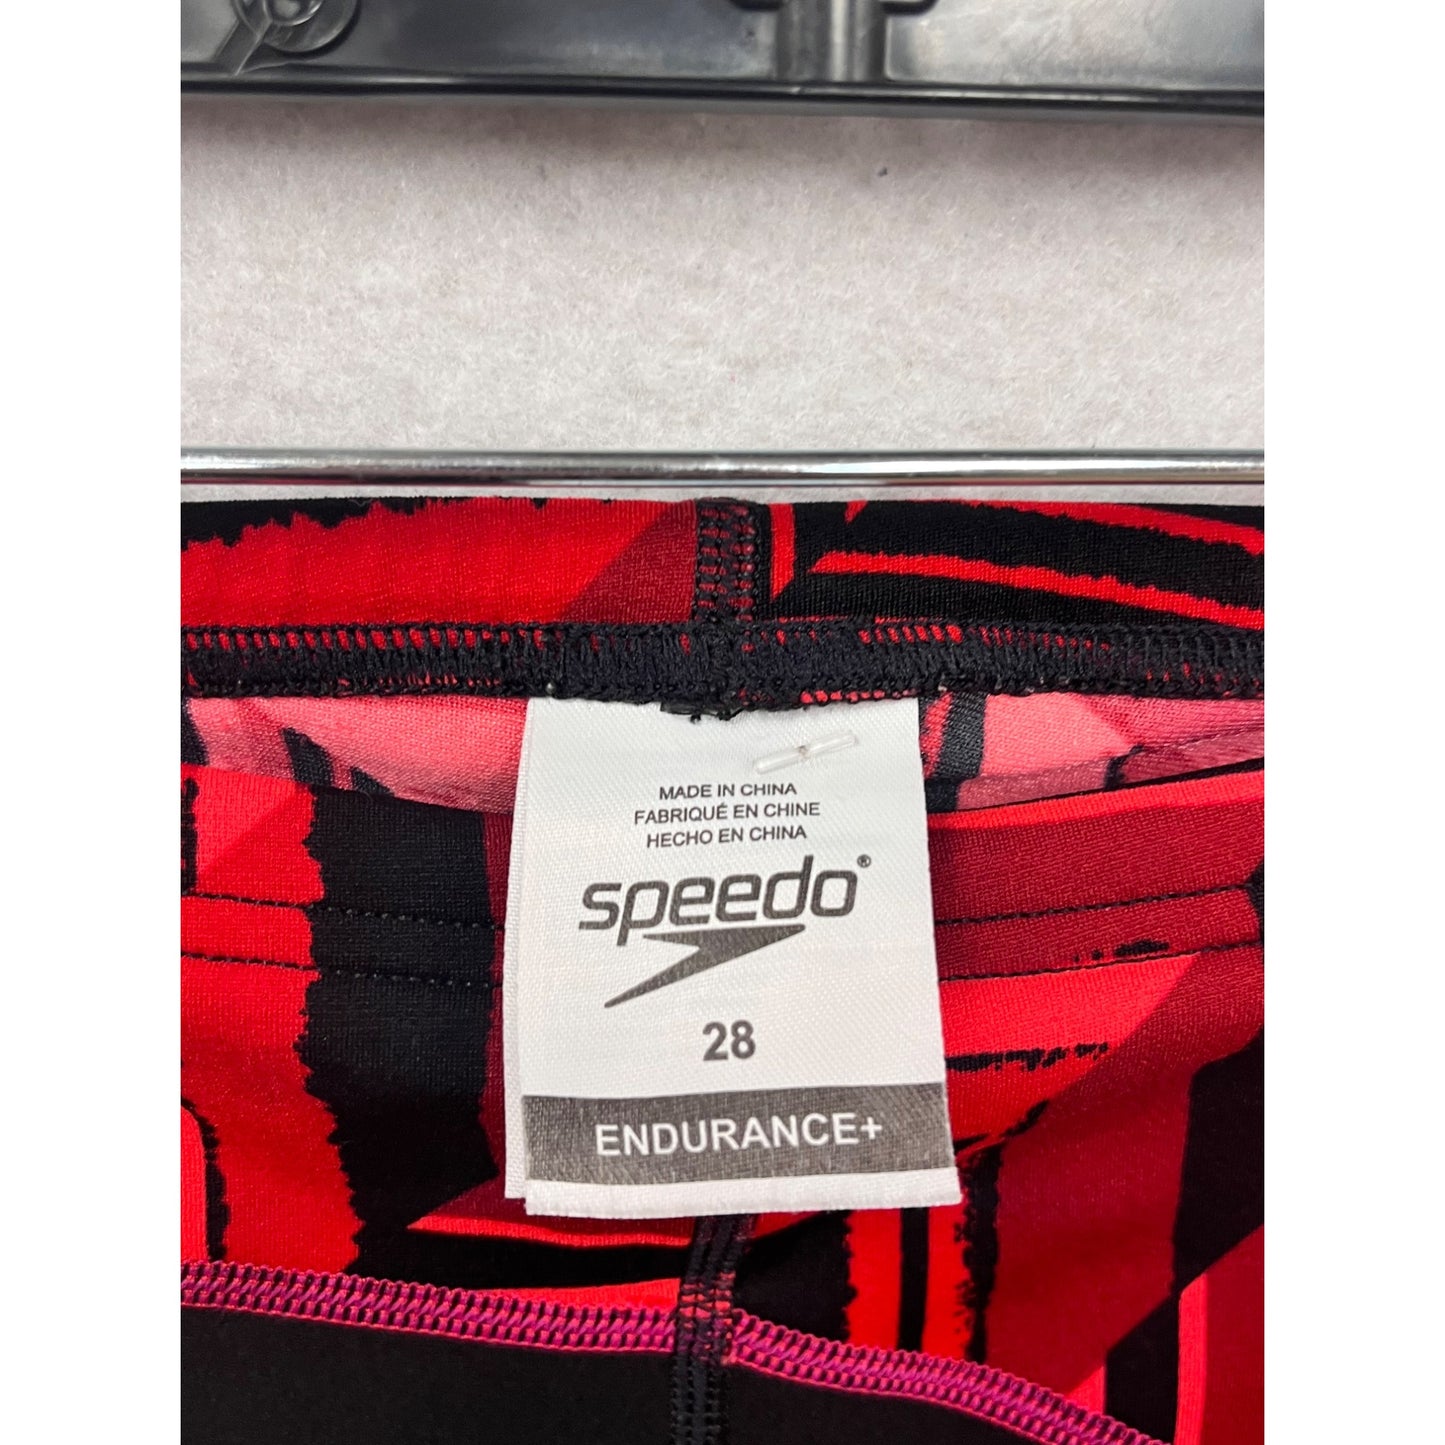 MADE IN CHINA
FABRIQUÉ EN CHINE
HECHO EN CHINA
speedo®
28
ENDURANCE+